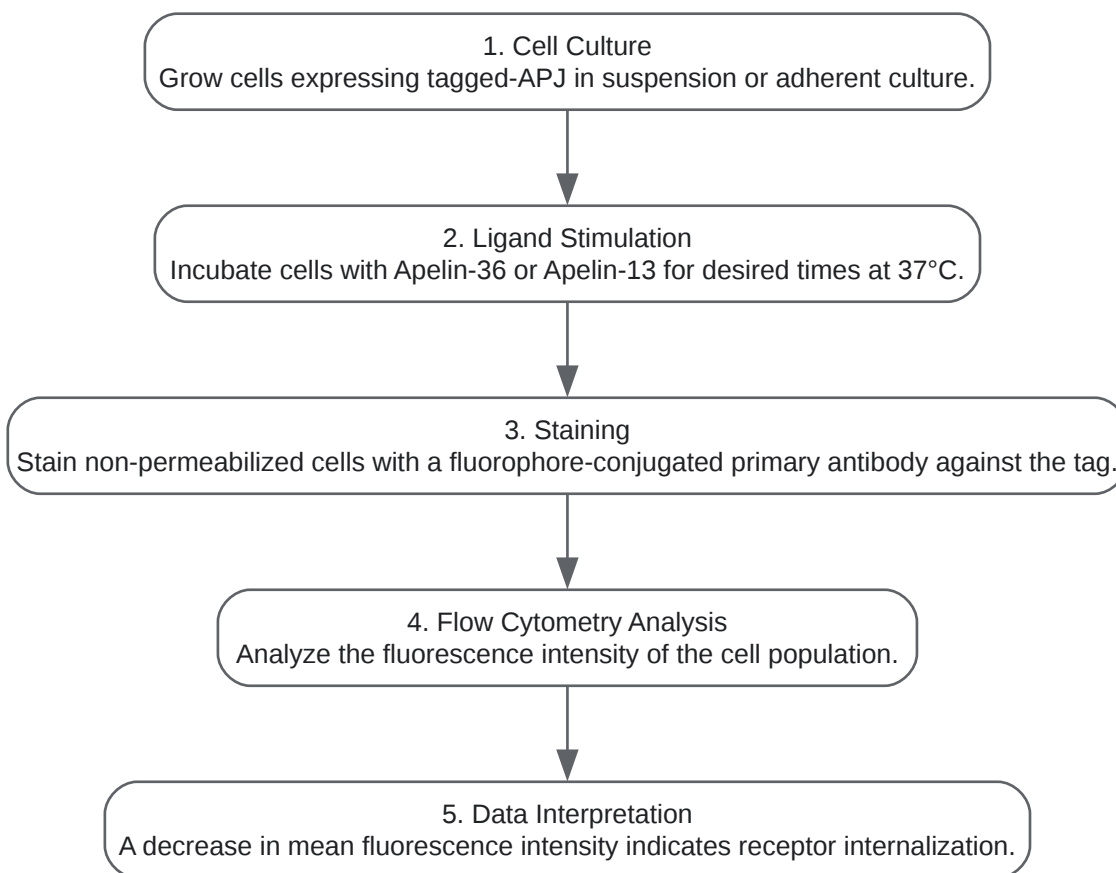 1. Cell Culture
Grow cells expressing tagged-APJ in suspension or adherent culture.
2. Ligand Stimulation
Incubate cells with Apelin-36 or Apelin-13 for desired times at 37°C.
3. Staining
Stain non-permeabilized cells with a fluorophore-conjugated primary antibody against the tag.
4. Flow Cytometry Analysis
Analyze the fluorescence intensity of the cell population.
5. Data Interpretation
A decrease in mean fluorescence intensity indicates receptor internalization.